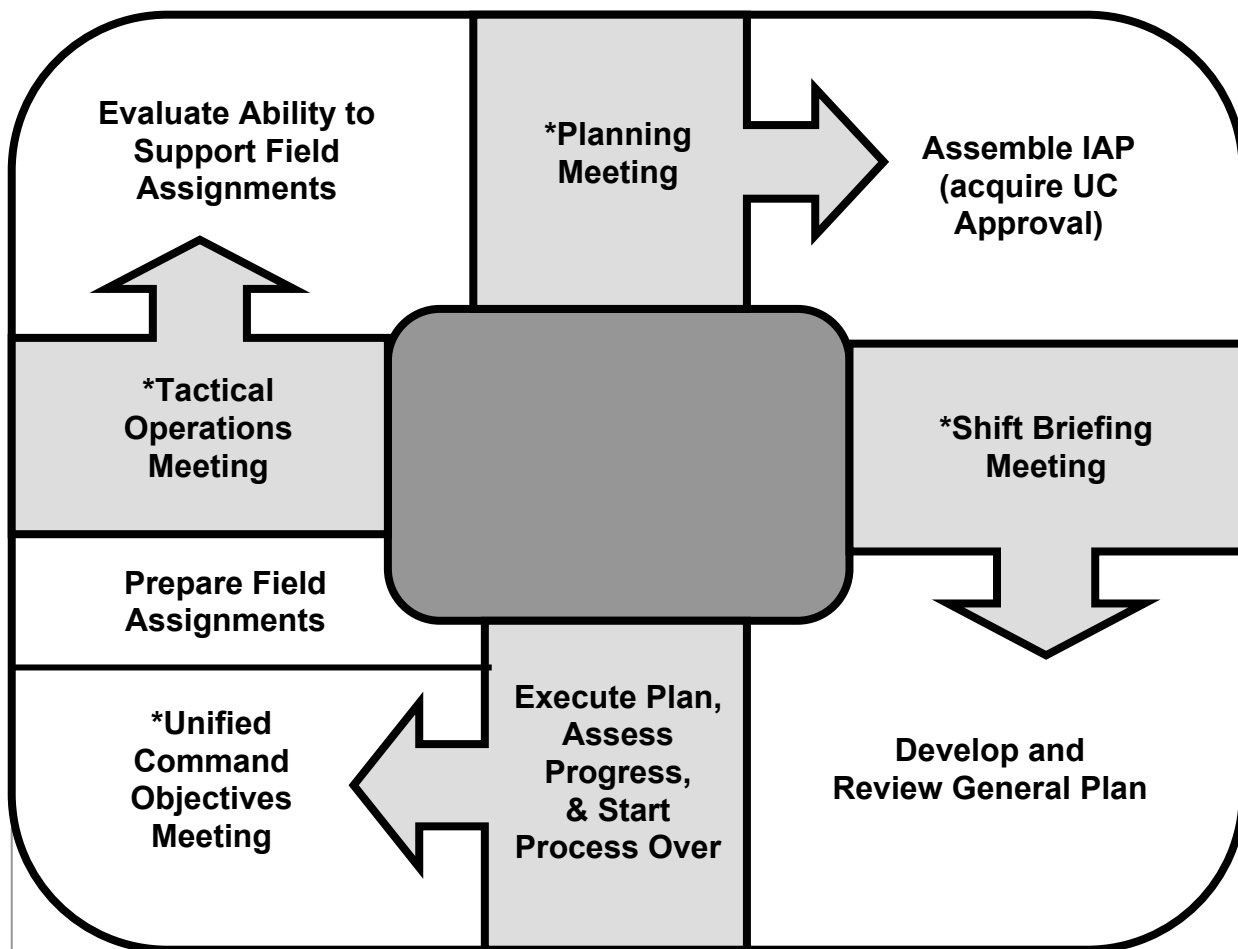 Evaluate Ability to
Support Field
Assignments
*Planning
Meeting
Assemble IAP
(acquire UC
Approval)
*Tactical
Operations
Meeting
*Shift Briefing
Meeting
Prepare Field
Assignments
*Unified
Command
Objectives
Meeting
Execute Plan,
Assess
Progress,
& Start
Process Over
Develop and
Review General Plan